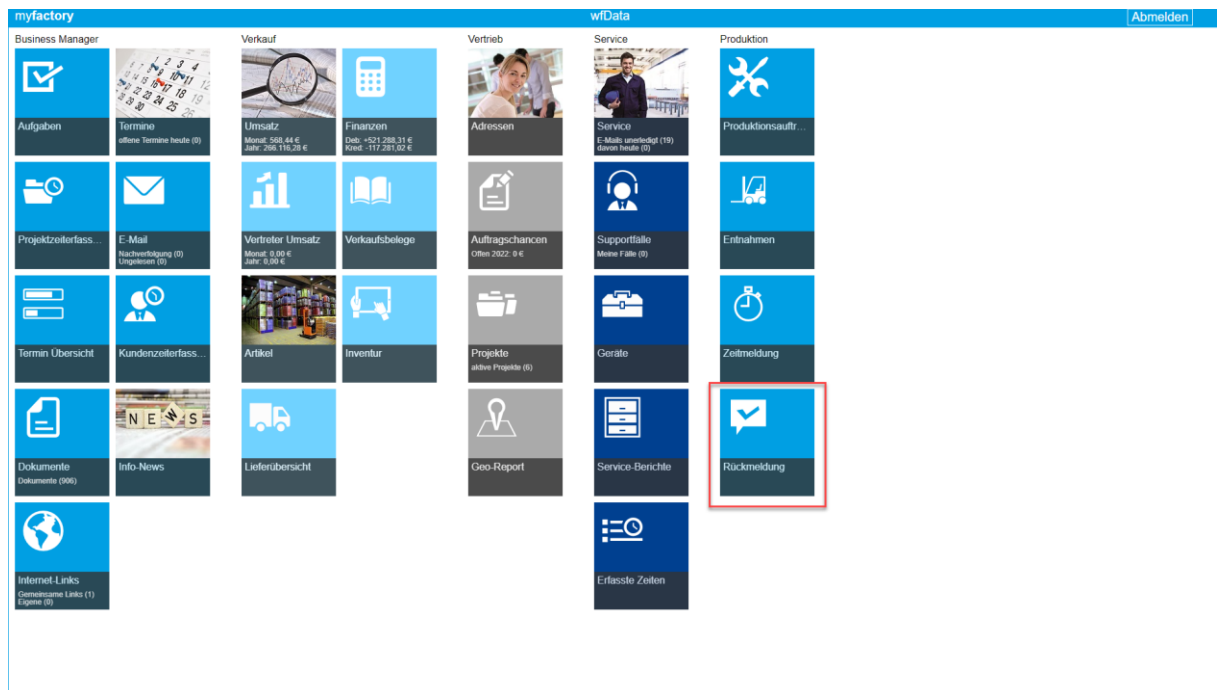 myfactory
wfData
Abmelden
Business Manager
Verkauf
Vertrieb
Service
Produktion
Aufgaben
Termine
offene Termine heute (0)
Umsatz
Monat: 568,44 €
Jahr: 266.116,28 €
Finanzen
Deb: +521.288,31 €
Kred: -117.281,02 €
Adressen
Service
E-Mails unerledigt (19)
davon heute (0)
Produktionsauftr...
Projektzeiterfass...
E-Mail
Nachverfolgung (0)
Ungelesen (0)
Vertreter Umsatz
Monat: 0,00 €
Jahr: 0,00 €
Verkaufsbelege
Auftragschancen
Offen 2022: 0 €
Supportfälle
Meine Fälle (0)
Entnahmen
Termin Übersicht
Kundenzeiterfass...
Artikel
Inventur
Projekte
aktive Projekte (6)
Geräte
Zeitmeldung
NEWS
Dokumente
Dokumente (906)
Info-News
Lieferübersicht
Geo-Report
Service-Berichte
Rückmeldung
Internet-Links
Gemeinsame Links (1)
Eigene (0)
Erfasste Zeiten